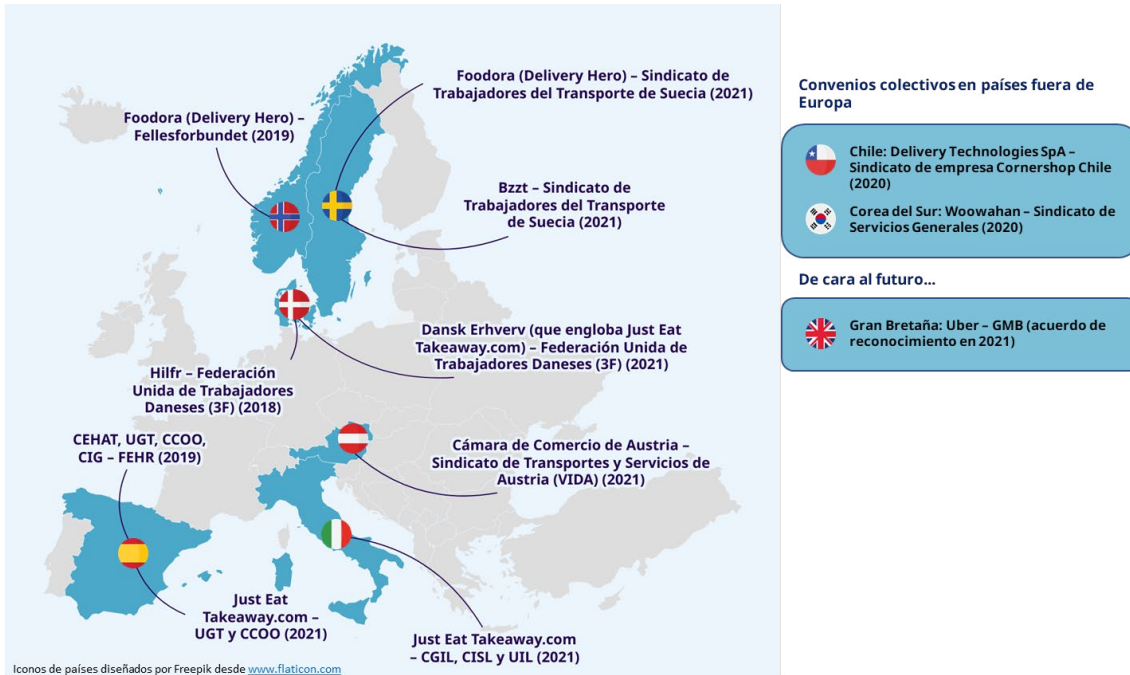 Foodora (Delivery Hero) – Sindicato de
Trabajadores del Transporte de Suecia (2021)
Foodora (Delivery Hero) –
Fellesforbundet (2019)
Bzzt – Sindicato de
Trabajadores del Transporte
de Suecia (2021)
Dansk Erhverv (que engloba Just Eat
Takeaway.com) – Federación Unida de
Trabajadores Daneses (3F) (2021)
Hilfr – Federación
Unida de Trabajadores
Daneses (3F) (2018)
CEHAT, UGT, CCOO,
CIG – FEHR (2019)
Cámara de Comercio de Austria –
Sindicato de Transportes y Servicios de
Austria (VIDA) (2021)
Just Eat
Takeaway.com –
UGT y CCOO (2021)
Just Eat Takeaway.com
– CGIL, CISL y UIL (2021)
Iconos de países diseñados por Freepik desde www.flaticon.com
Convenios colectivos en países fuera de
Europa
Chile: Delivery Technologies SpA –
Sindicato de empresa Cornershop Chile
(2020)
Corea del Sur: Woowahan – Sindicato de
Servicios Generales (2020)
De cara al futuro...
Gran Bretaña: Uber – GMB (acuerdo de
reconocimiento en 2021)